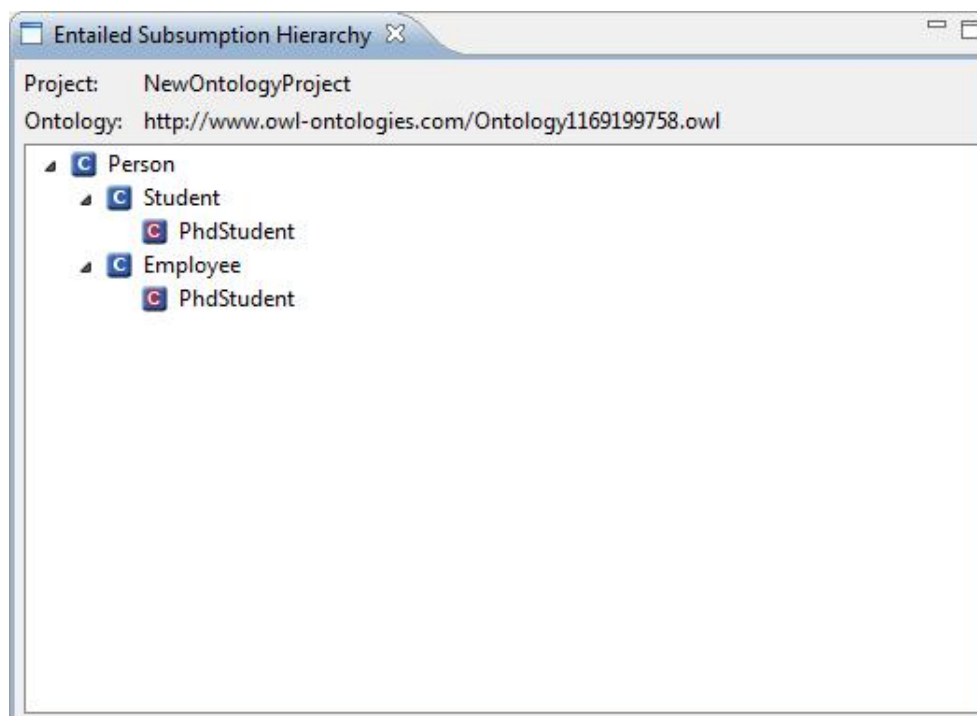 Entailed Subsumption Hierarchy
Project: NewOntologyProject
Ontology: http://www.owl-ontologies.com/Ontology1169199758.owl
C Person
C Student
C PhdStudent
C Employee
C PhdStudent